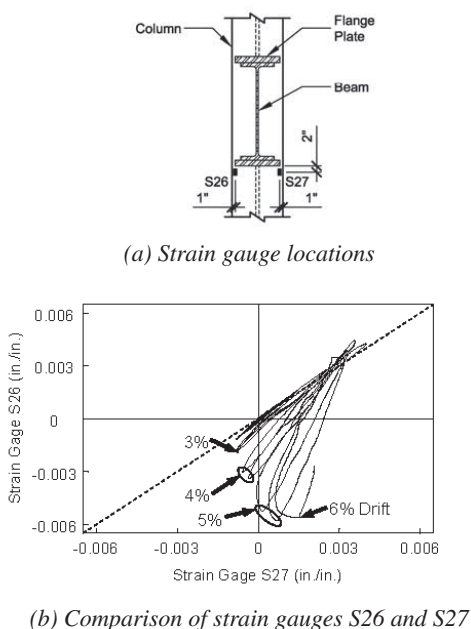 Column
Flange
Plate
Beam
2"
S26
S27
1"
1"
(a) Strain gauge locations
0.006
0.003
0
-0.003
-0.006
Strain Gage S26 (in./in.)
3%
4%
5%
6% Drift
-0.006
-0.003
0
0.003
0.006
Strain Gage S27 (in./in.)
(b) Comparison of strain gauges S26 and S27